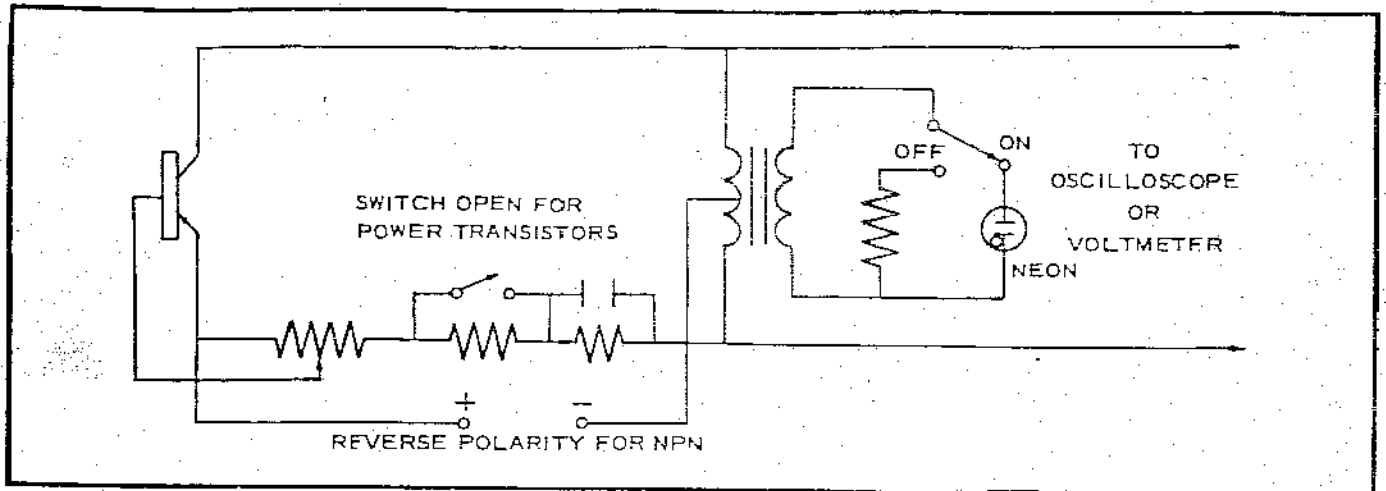 ON
OFF
TO
OSCILLOSCOPE
OR
VOLTMETER
NEON
SWITCH OPEN FOR
POWER TRANSISTORS
+ −
REVERSE POLARITY FOR NPN